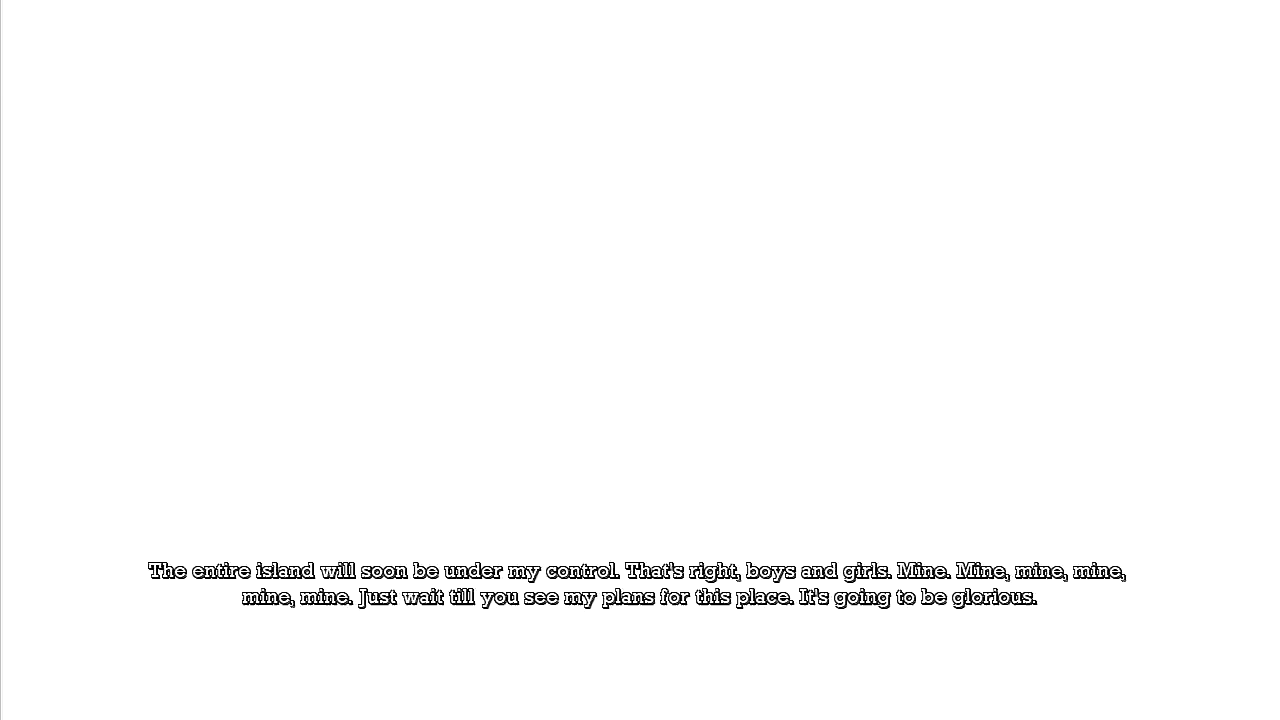 The entire island will soon be under my control. That's right, boys and girls. Mine. Mine, mine, mine,
mine, mine. Just wait till you see my plans for this place. It's going to be glorious.